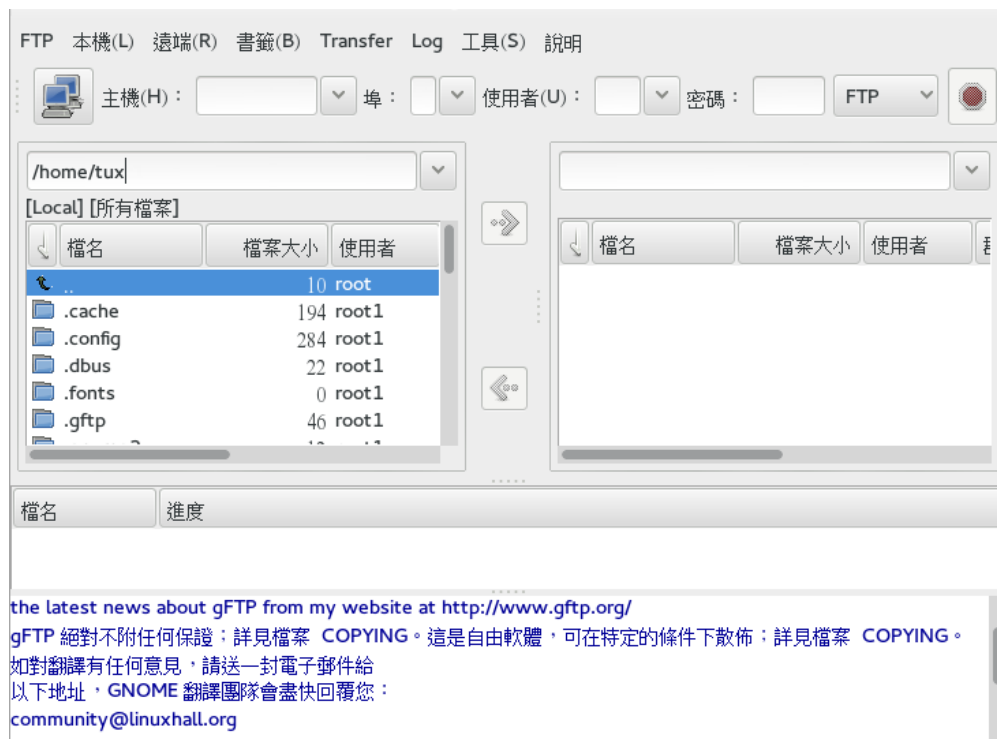 FTP 本機(L) 遠端(R) 書籤(B) Transfer Log 工具(S) 說明
主機(H)： 埠： 使用者(U)： 密碼： FTP
/home/tux
[Local] [所有檔案]
檔名 檔案大小 使用者
.. 10 root
.cache 194 root1
.config 284 root1
.dbus 22 root1
.fonts 0 root1
.gftp 46 root1
檔名 檔案大小 使用者
檔名 進度
the latest news about gFTP from my website at http://www.gftp.org/
gFTP 絕對不附任何保證；詳見檔案 COPYING。這是自由軟體，可在特定的條件下散佈；詳見檔案 COPYING。
如對翻譯有任何意見，請送一封電子郵件給
以下地址，GNOME 翻譯團隊會盡快回覆您：
community@linuxhall.org